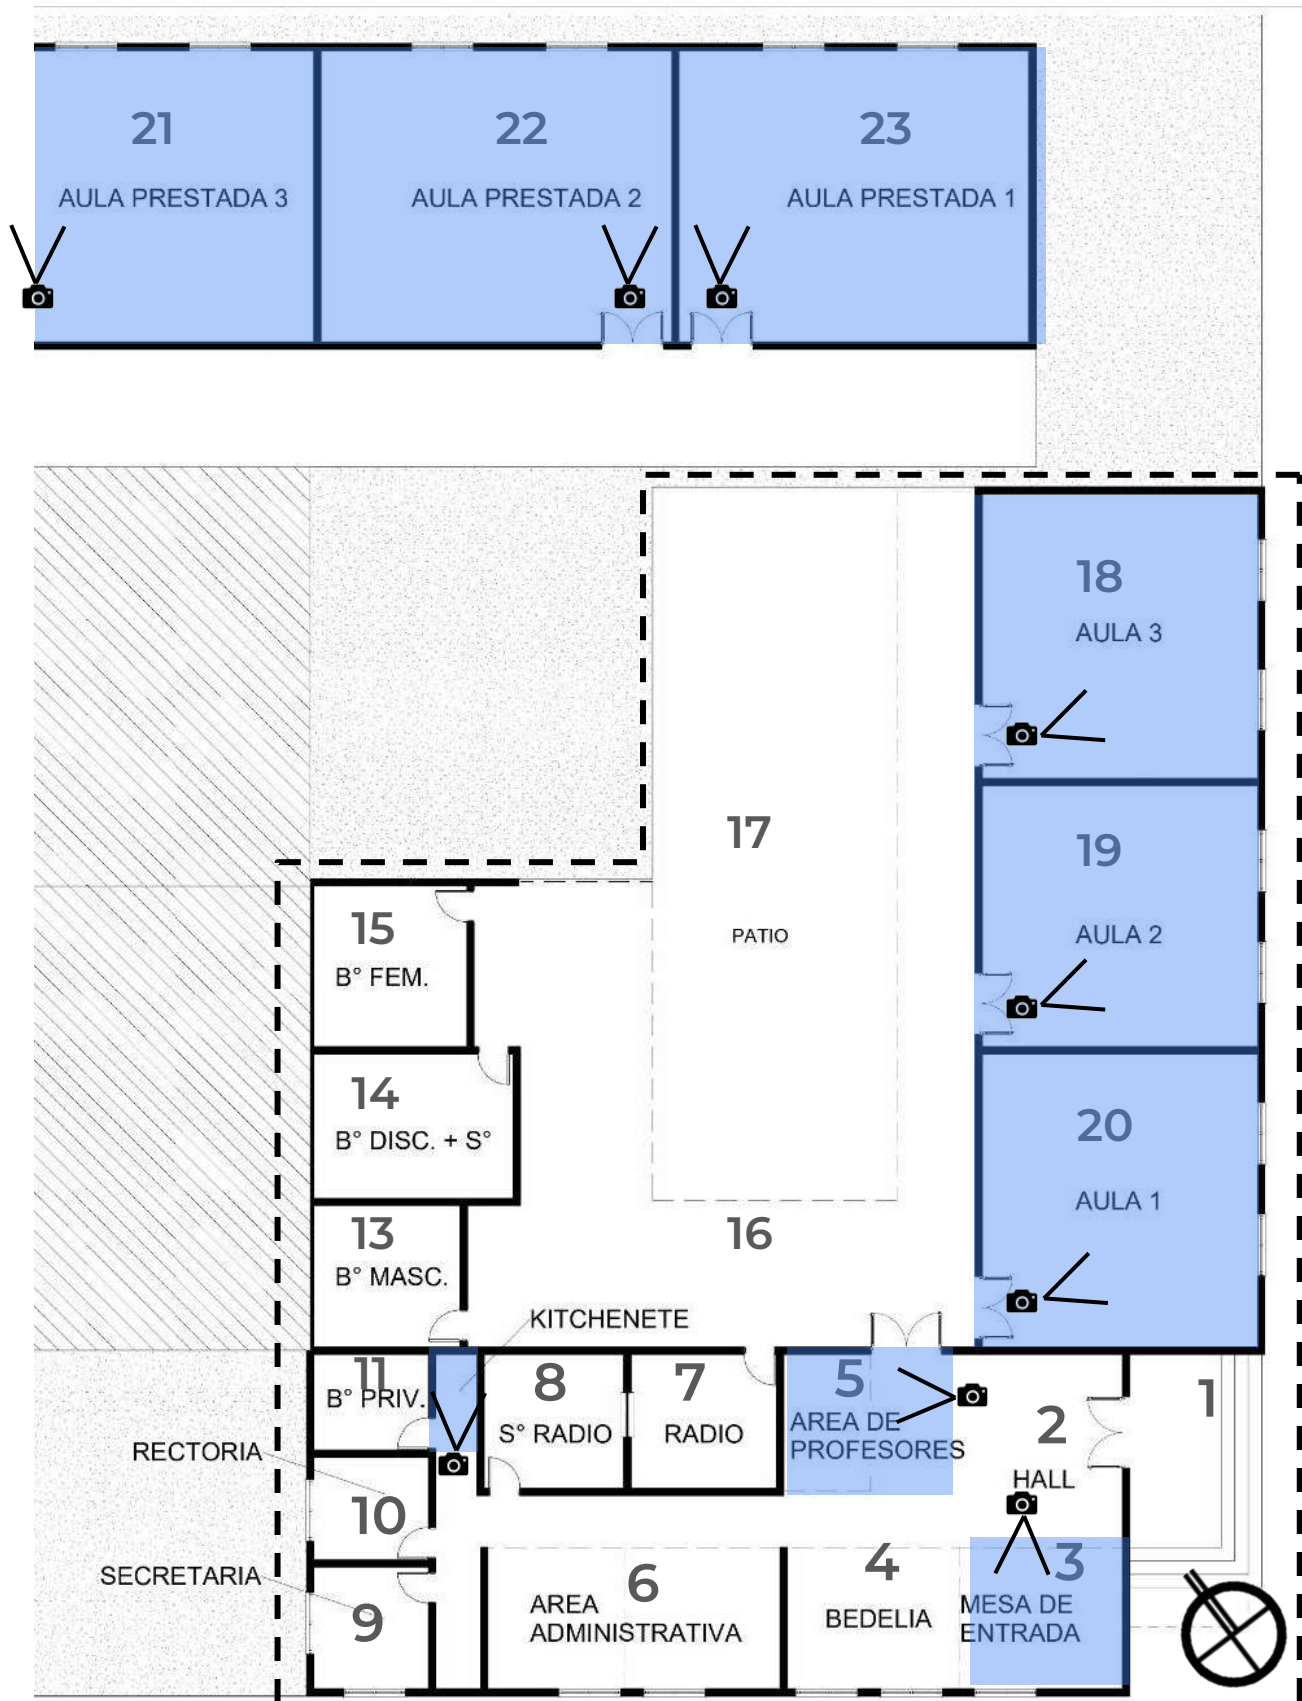 21
22
23
AULA PRESTADA 3
AULA PRESTADA 2
AULA PRESTADA 1
18
AULA 3
17
PATIO
19
AULA 2
15
B° FEM.
14
B° DISC. + S°
20
AULA 1
13
B° MASC.
16
KITCHENETE
11
B° PRIV.
8
S° RADIO
7
RADIO
5
AREA DE
PROFESORES
2
HALL
1
RECTORIA
10
SECRETARIA
9
6
AREA
ADMINISTRATIVA
4
BEDELIA
3
MESA DE
ENTRADA